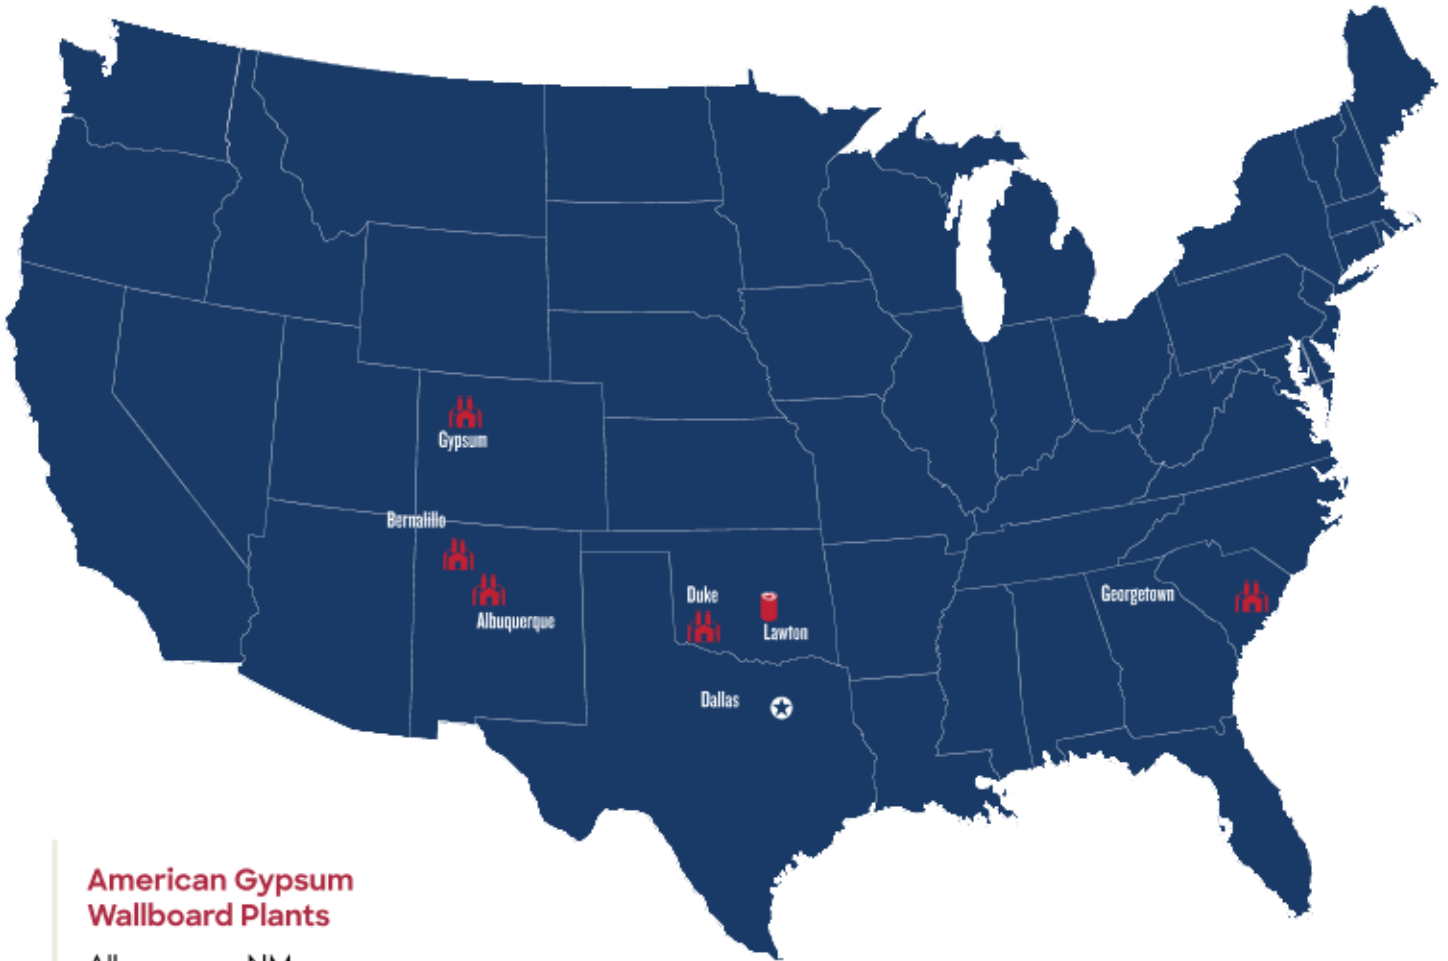 Gypsum
Bernalillo
Albuquerque
Duke
Lawton
Georgetown
Dallas
American Gypsum
Wallboard Plants